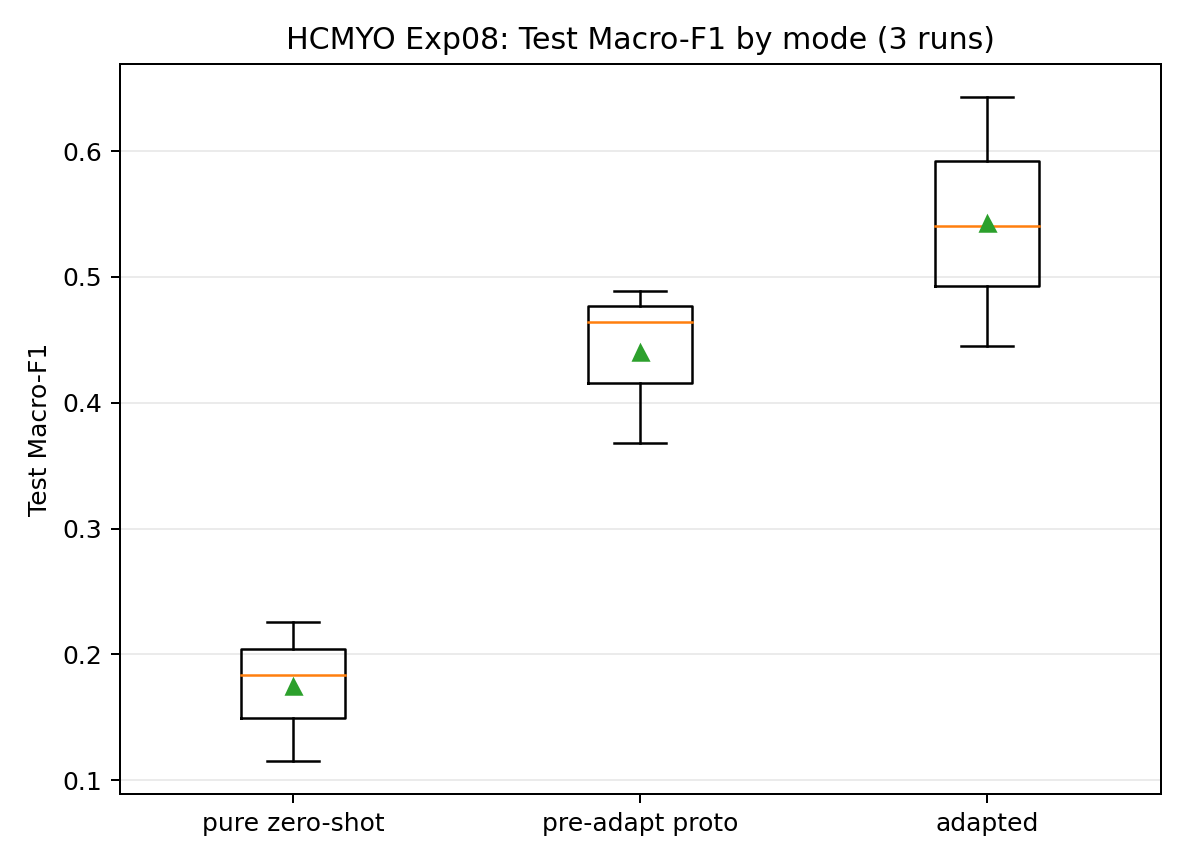 HCMYO Exp08: Test Macro-F1 by mode (3 runs)
Test Macro-F1
0.6
0.5
0.4
0.3
0.2
0.1
pure zero-shot
pre-adapt proto
adapted